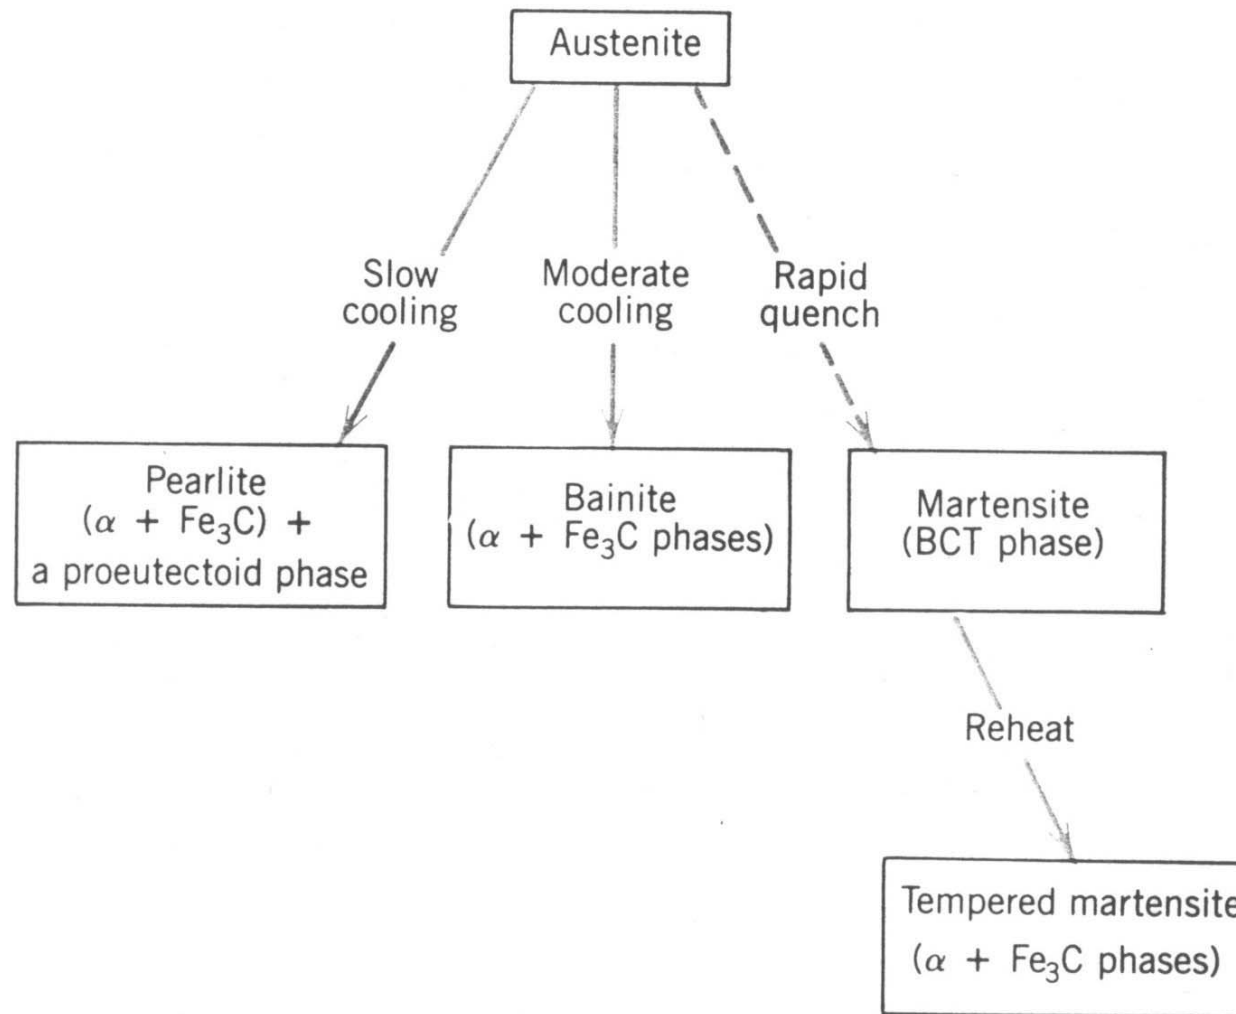 Austenite
Slow
cooling
Moderate
cooling
Rapid
quench
Pearlite
(α + Fe₃C) +
a proeutectoid phase
Bainite
(α + Fe₃C phases)
Martensite
(BCT phase)
Reheat
Tempered martensite
(α + Fe₃C phases)